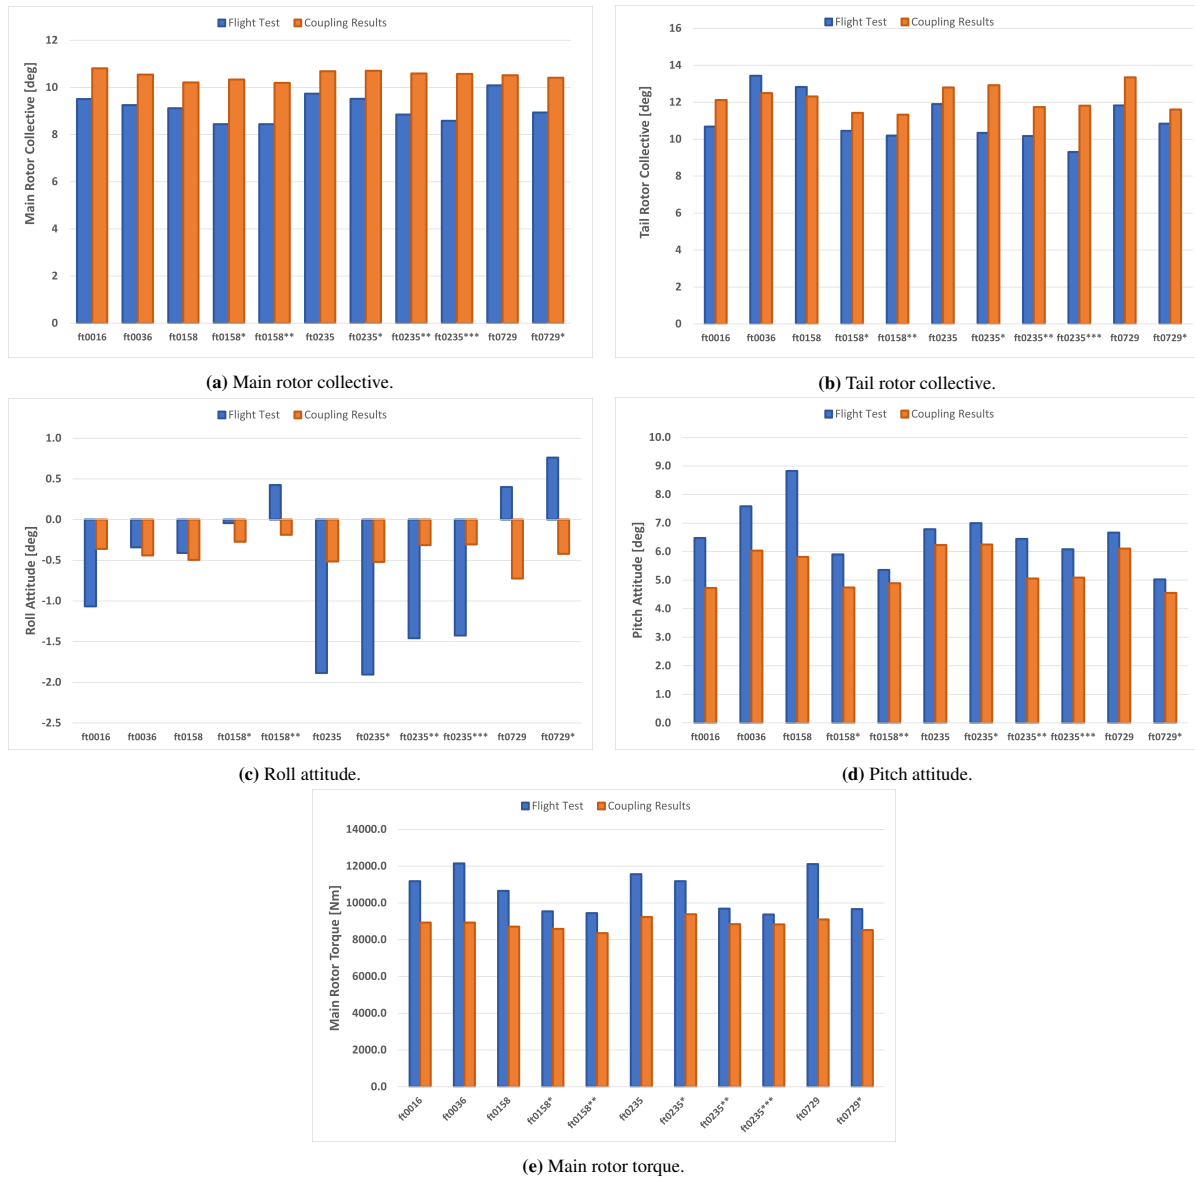 Flight Test Coupling Results
Main Rotor Collective [deg]
12
10
8
6
4
2
0
ft0016 ft0036 ft0158 ft0158* ft0158** ft0235 ft0235* ft0235** ft0235*** ft0729 ft0729*
(a) Main rotor collective.
Flight Test Coupling Results
Tail Rotor Collective [deg]
16
14
12
10
8
6
4
2
0
ft0016 ft0036 ft0158 ft0158* ft0158** ft0235 ft0235* ft0235** ft0235*** ft0729 ft0729*
(b) Tail rotor collective.
Flight Test Coupling Results
Roll Attitude [deg]
1.0
0.5
0.0
-0.5
-1.0
-1.5
-2.0
-2.5
ft0016 ft0036 ft0158 ft0158* ft0158** ft0235 ft0235* ft0235** ft0235*** ft0729 ft0729*
(c) Roll attitude.
Flight Test Coupling Results
Pitch Attitude [deg]
10.0
9.0
8.0
7.0
6.0
5.0
4.0
3.0
2.0
1.0
0.0
ft0016 ft0036 ft0158 ft0158* ft0158** ft0235 ft0235* ft0235** ft0235*** ft0729 ft0729*
(d) Pitch attitude.
Flight Test Coupling Results
Main Rotor Torque [Nm]
14000.0
12000.0
10000.0
8000.0
6000.0
4000.0
2000.0
0.0
ft0016 ft0036 ft0158 ft0158* ft0158** ft0235 ft0235* ft0235** ft0235*** ft0729 ft0729*
(e) Main rotor torque.